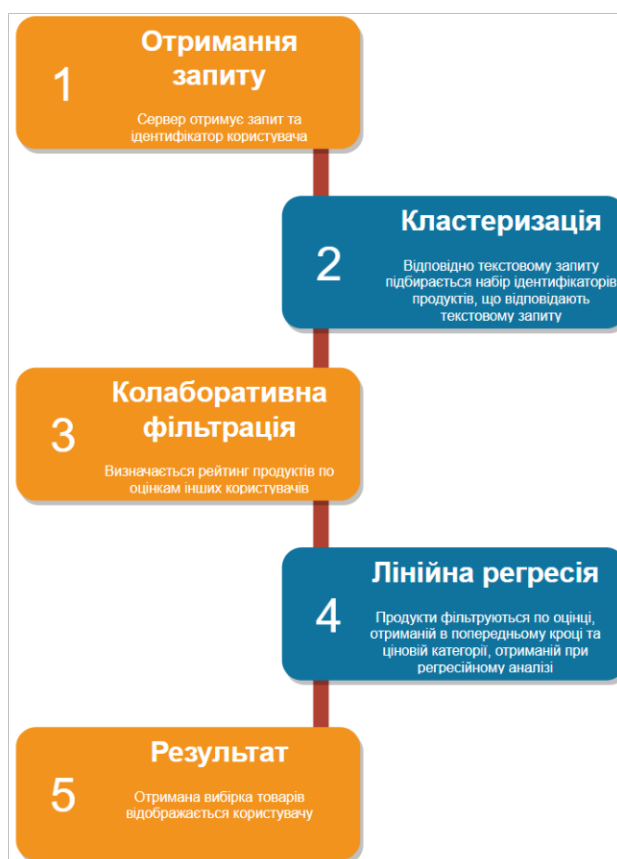 1
Отримання
запиту
Сервер отримує запит та
ідентифікатор користувача
2
Кластеризація
Відповідно текстовому запиту
підбирається набір ідентифікаторів
продуктів, що відповідають
текстовому запиту
3
Колаборативна
фільтрація
Визначається рейтинг продуктів по
оцінкам інших користувачів
4
Лінійна регресія
Продукти фільтруються по оцінці,
отриманій в попередньому кроці та
ціновій категорії, отриманій при
регресійному аналізі
5
Результат
Отримана вибірка товарів
відображається користувачу